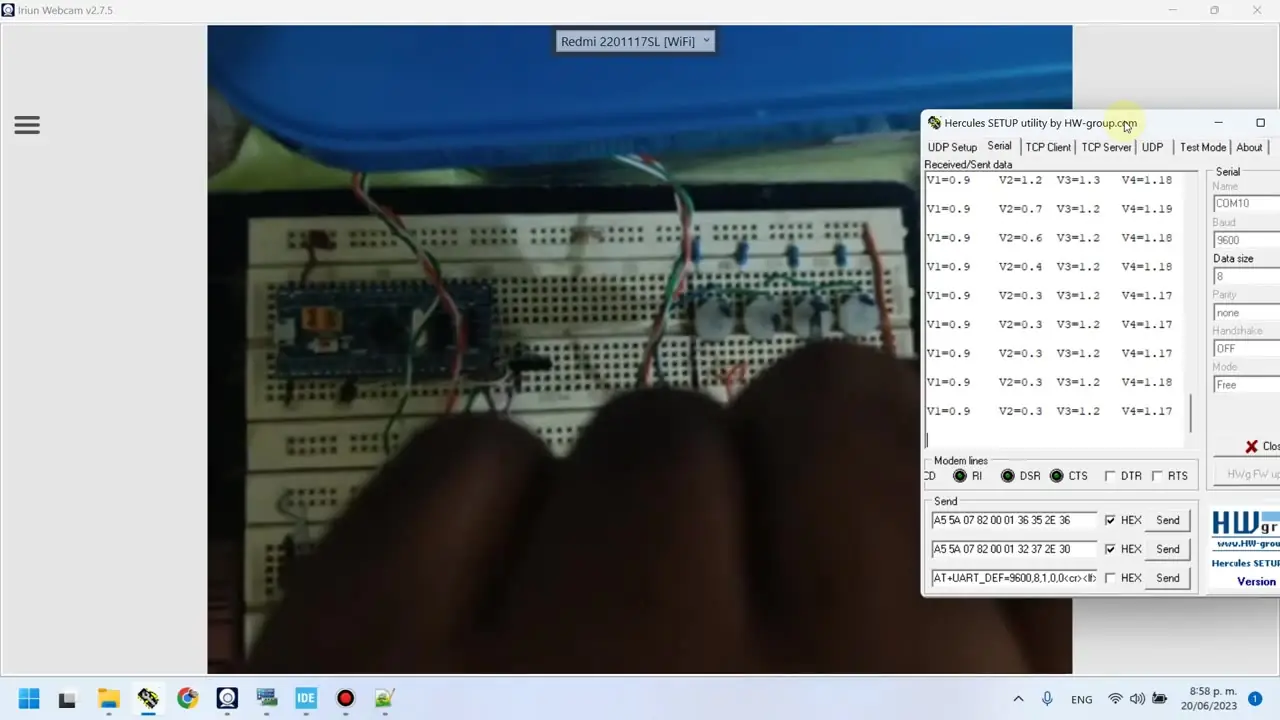 Iriun Webcam v2.7.5
Redmi 2201117SL [WiFi]
Hercules SETUP utility by HW-group.com
UDP Setup Serial TCP Client TCP Server UDP Test Mode About
Received/Sent data
V1=0.9 V2=1.2 V3=1.3 V4=1.18
V1=0.9 V2=0.7 V3=1.2 V4=1.19
V1=0.9 V2=0.6 V3=1.2 V4=1.18
V1=0.9 V2=0.4 V3=1.2 V4=1.18
V1=0.9 V2=0.3 V3=1.2 V4=1.17
V1=0.9 V2=0.3 V3=1.2 V4=1.17
V1=0.9 V2=0.3 V3=1.2 V4=1.17
V1=0.9 V2=0.3 V3=1.2 V4=1.18
V1=0.9 V2=0.3 V3=1.2 V4=1.17
Serial
Name
COM10
Baud
9600
Data size
8
Parity
none
Handshake
OFF
Mode
Free
Clos
HWg FW up
Modem lines
CD RI DSR CTS DTR RTS
Send
A5 5A 07 82 00 01 36 35 2E 36 HEX Send
A5 5A 07 82 00 01 32 37 2E 30 HEX Send
AT+UART_DEF=9600,8,1,0,0<cr><lf> HEX Send
HWgr
www.HW-grou
Hercules SETUP
Version
IDE
ENG
8:58 p. m.
20/06/2023
1